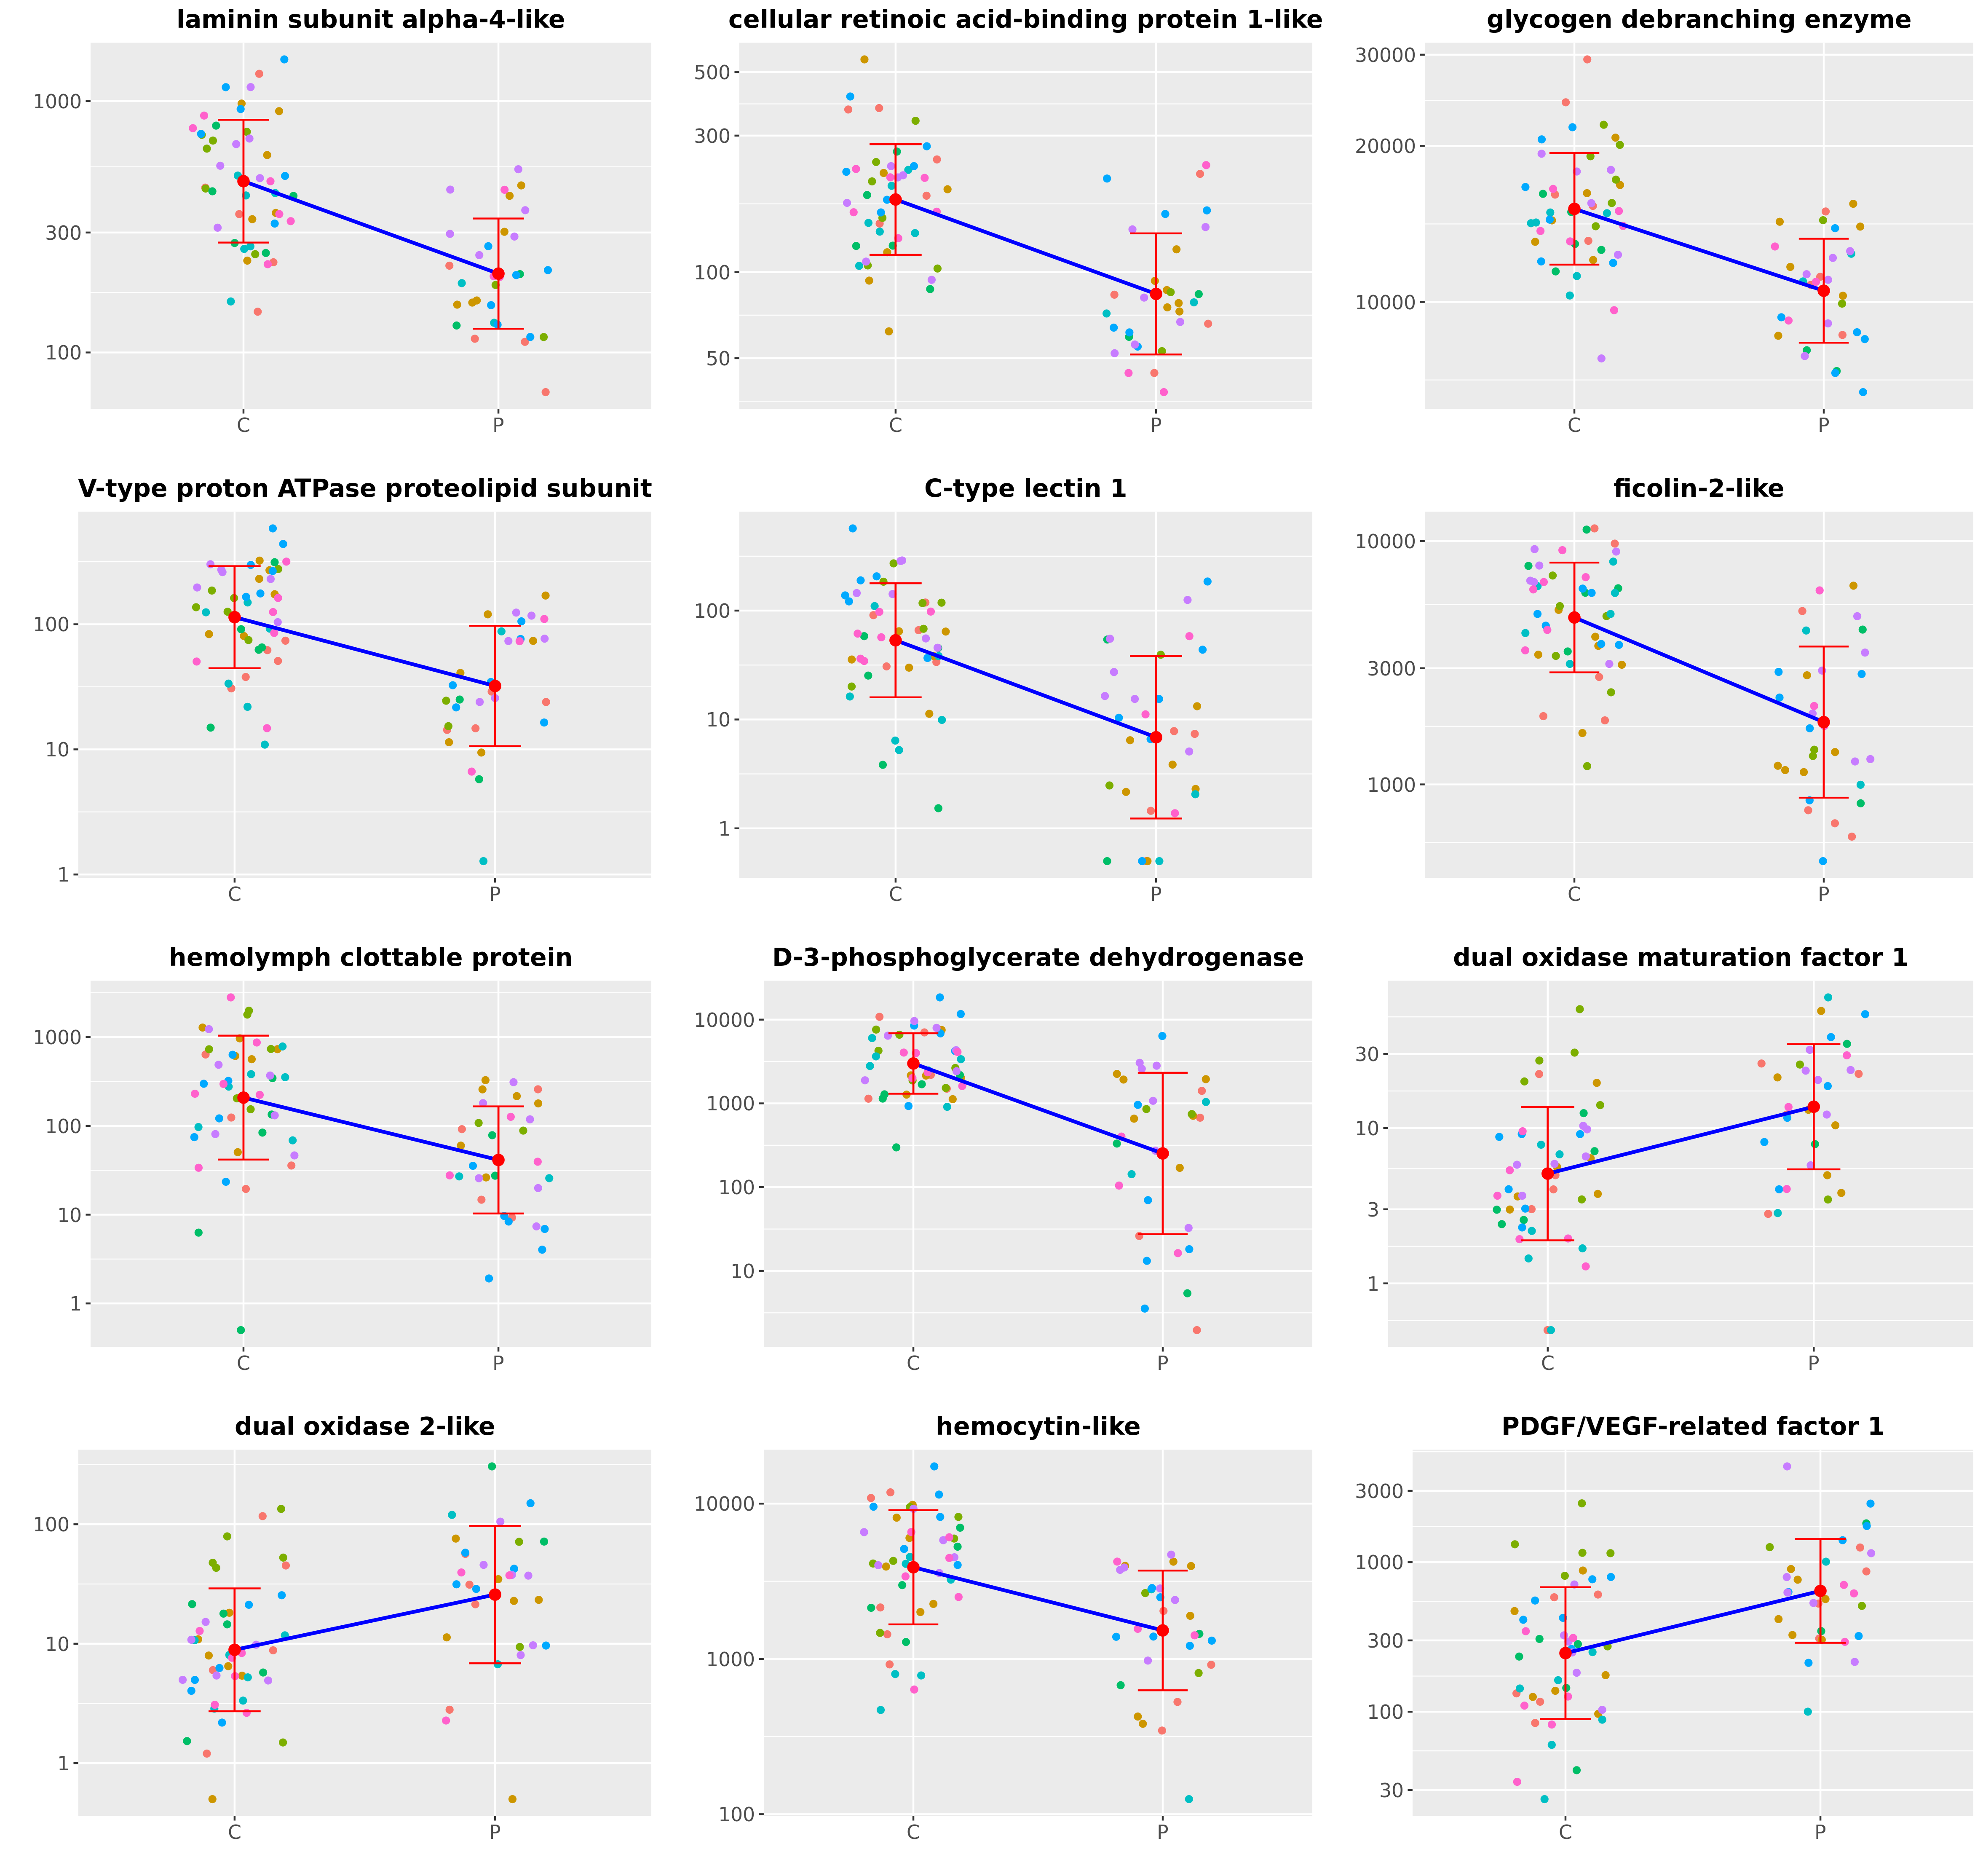 laminin subunit alpha-4-like
1000
300
100
C P
cellular retinoic acid-binding protein 1-like
500
300
100
50
C P
glycogen debranching enzyme
30000
20000
10000
C P
V-type proton ATPase proteolipid subunit
100
10
1
C P
C-type lectin 1
100
10
1
C P
ficolin-2-like
10000
3000
1000
C P
hemolymph clottable protein
1000
100
10
1
C P
D-3-phosphoglycerate dehydrogenase
10000
1000
100
10
C P
dual oxidase maturation factor 1
30
10
3
1
C P
dual oxidase 2-like
100
10
1
C P
hemocytin-like
10000
1000
100
C P
PDGF/VEGF-related factor 1
3000
1000
300
100
30
C P